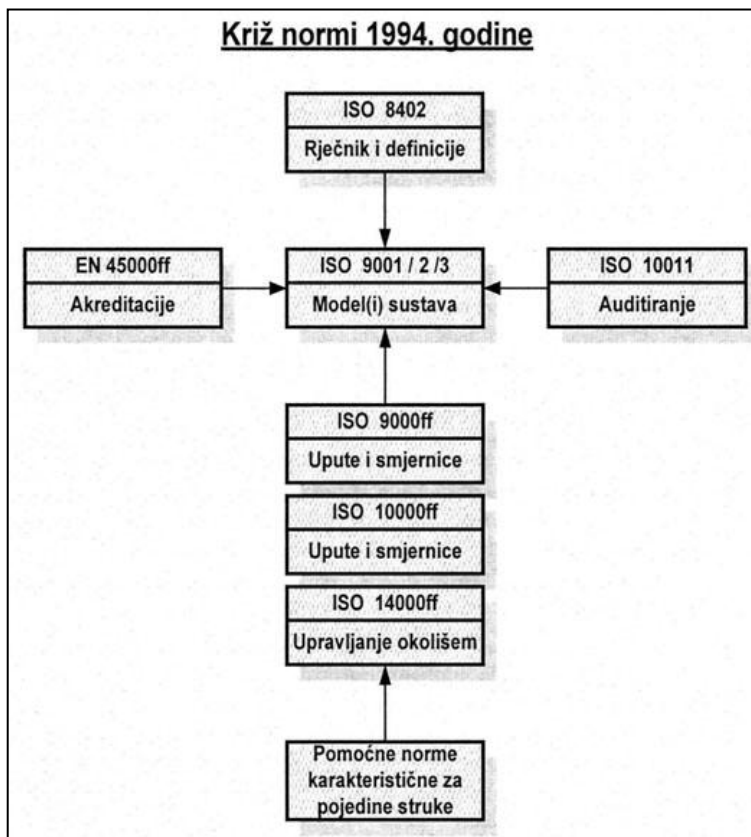 Križ normi 1994. godine
ISO 8402
Rječnik i definicije
EN 45000ff
Akreditacije
ISO 9001 / 2 /3
Model(i) sustava
ISO 10011
Auditiranje
ISO 9000ff
Upute i smjernice
ISO 10000ff
Upute i smjernice
ISO 14000ff
Upravljanje okolišem
Pomoćne norme
karakteristične za
pojedine struke